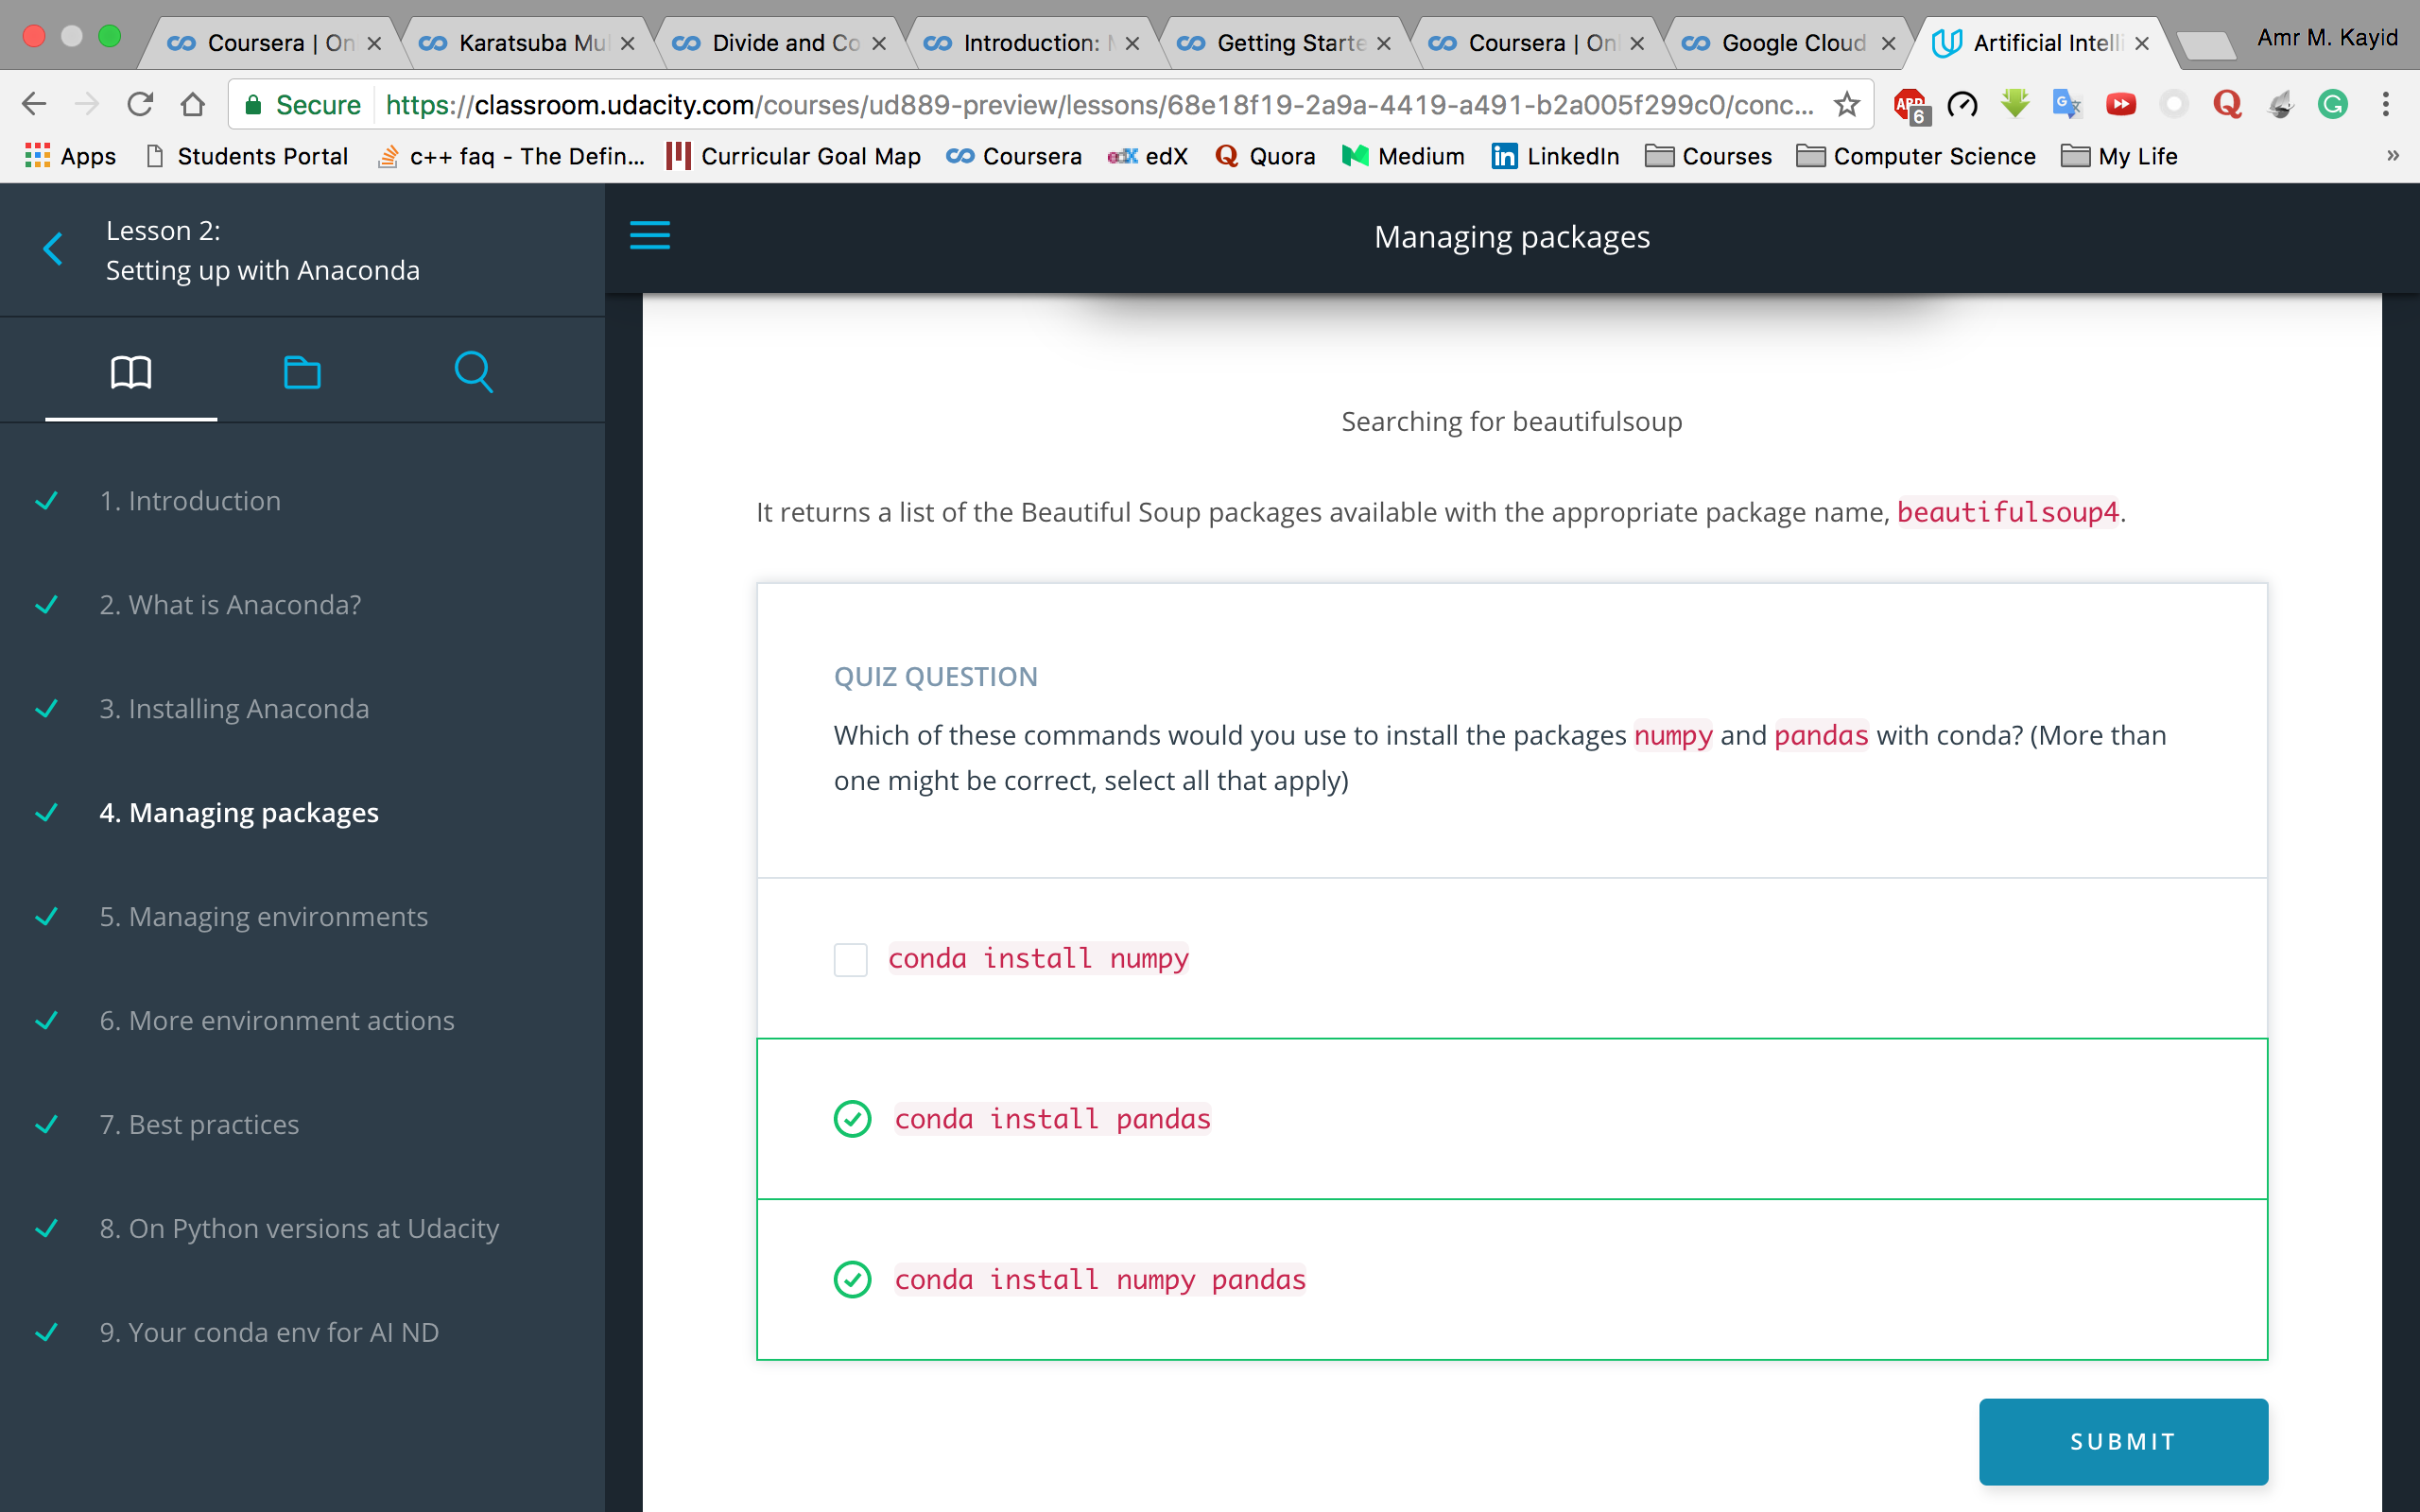 Coursera | On
Karatsuba Mul
Divide and Co
Introduction: M
Getting Starte
Coursera | Onl
Google Cloud
Artificial Intelli
Amr M. Kayid
Secure
https://classroom.udacity.com/courses/ud889-preview/lessons/68e18f19-2a9a-4419-a491-b2a005f299c0/conc...
ABP
6
Apps
Students Portal
c++ faq - The Defin...
Curricular Goal Map
Coursera
edX edX
Quora
Medium
in LinkedIn
Courses
Computer Science
My Life
»
Lesson 2:
Setting up with Anaconda
Managing packages
1. Introduction
2. What is Anaconda?
3. Installing Anaconda
4. Managing packages
5. Managing environments
6. More environment actions
7. Best practices
8. On Python versions at Udacity
9. Your conda env for AI ND
Searching for beautifulsoup
It returns a list of the Beautiful Soup packages available with the appropriate package name, beautifulsoup4.
QUIZ QUESTION
Which of these commands would you use to install the packages numpy and pandas with conda? (More than
one might be correct, select all that apply)
conda install numpy
conda install pandas
conda install numpy pandas
SUBMIT